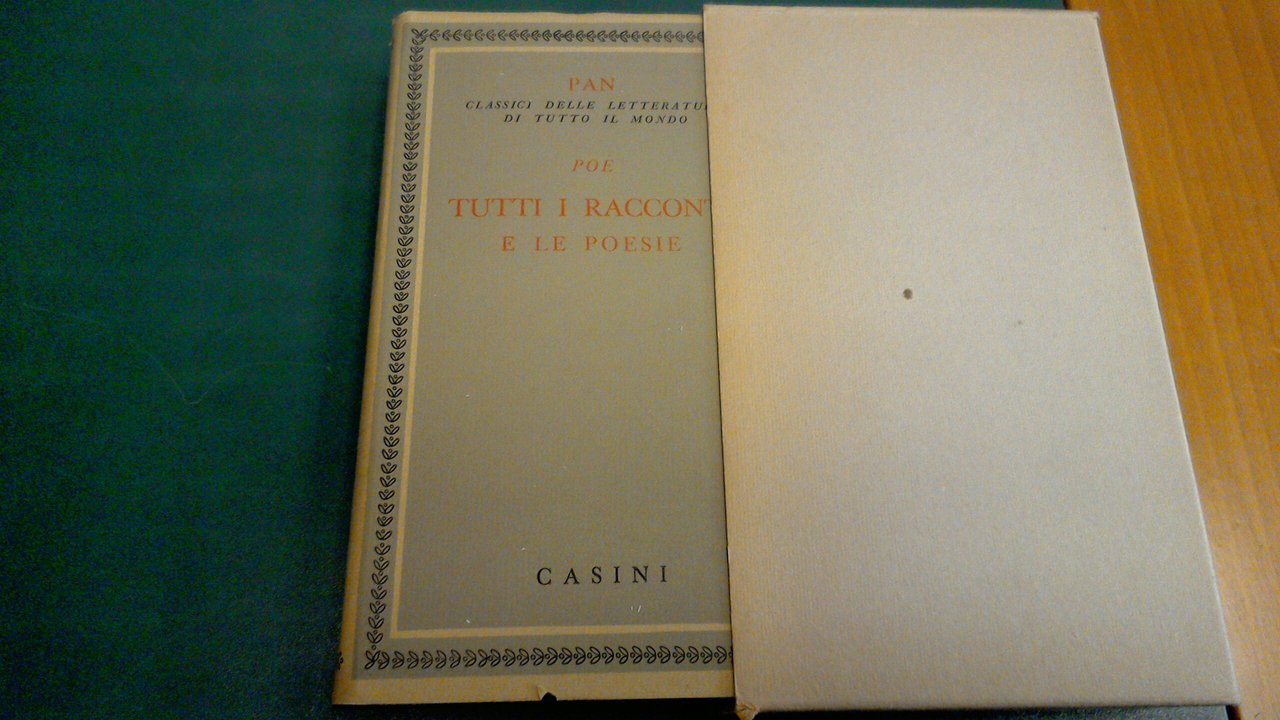 PAN
CLASSICI DELLE LETTERATU
DI TUTTO IL MONDO
POE
TUTTI I RACCONT
E LE POESIE
CASINI